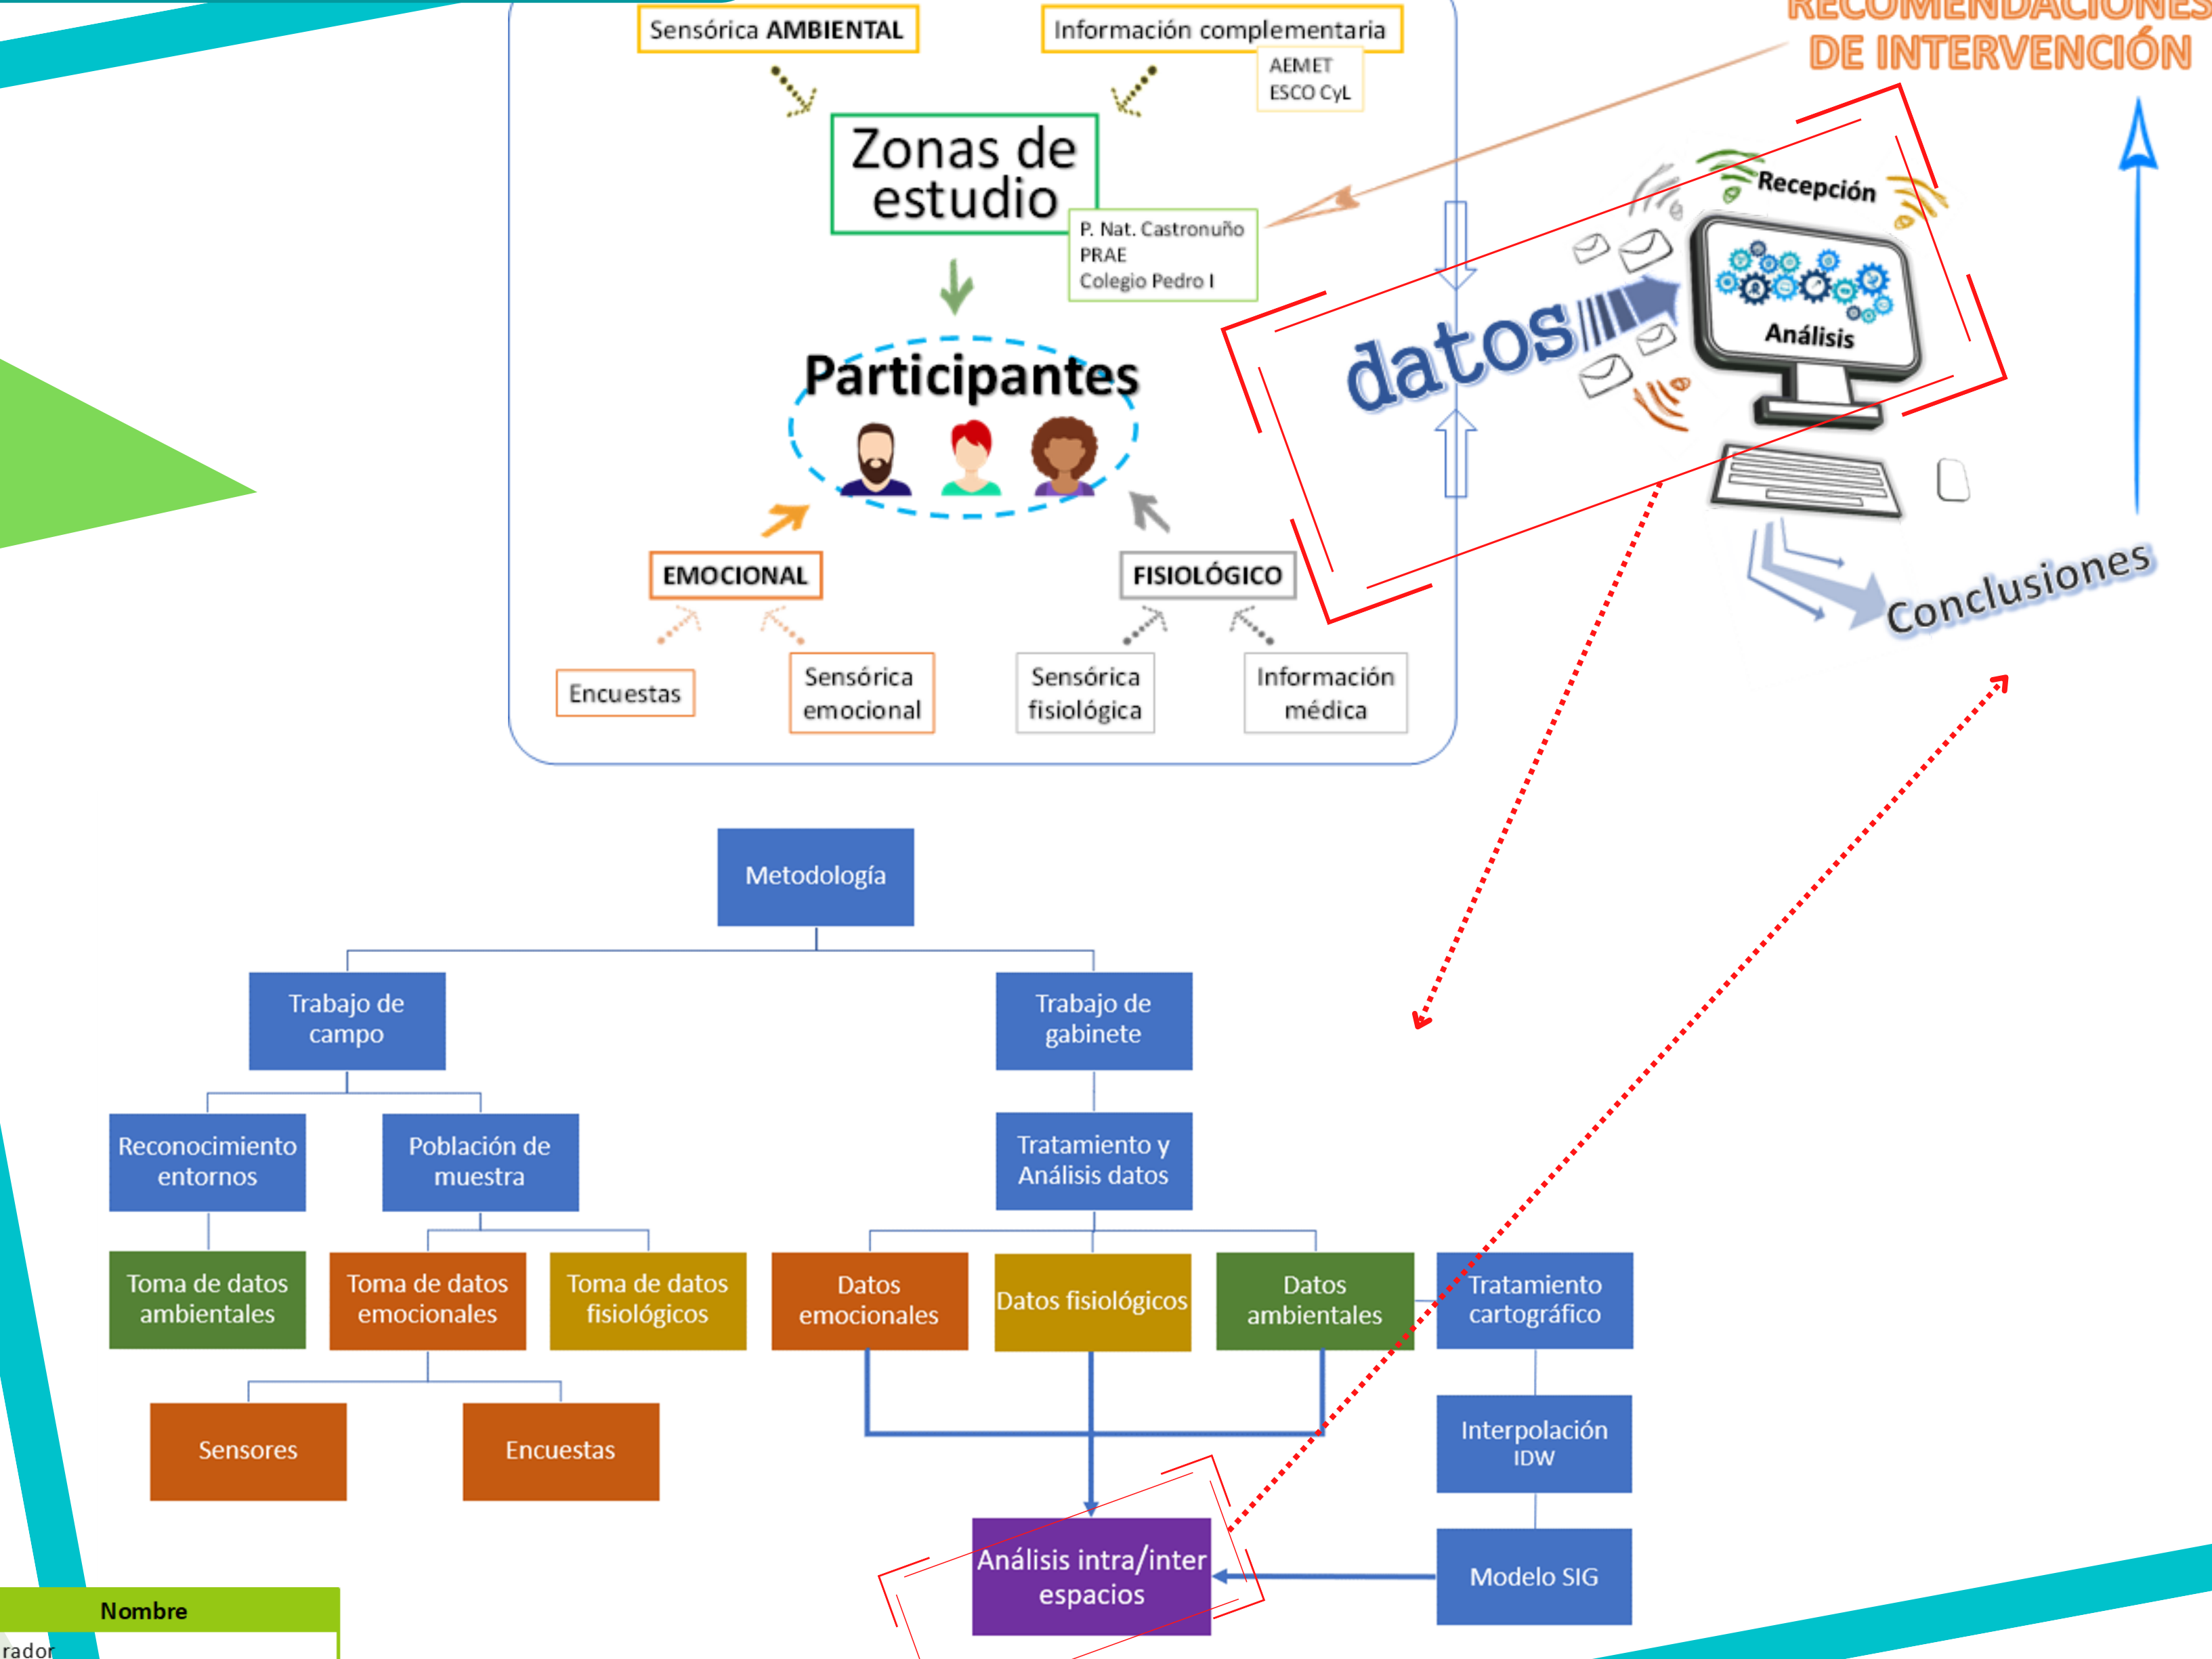 RECOMENDACIONES
DE INTERVENCIÓN
Sensórica AMBIENTAL
Información complementaria
AEMET
ESCO CyL
Zonas de
estudio
P. Nat. Castronuño
PRAE
Colegio Pedro I
Participantes
EMOCIONAL
FISIOLÓGICO
Encuestas
Sensórica
emocional
Sensórica
fisiológica
Información
médica
datos
Recepción
Análisis
Conclusiones
Metodología
Trabajo de
campo
Trabajo de
gabinete
Reconocimiento
entornos
Población de
muestra
Tratamiento y
Análisis datos
Toma de datos
ambientales
Toma de datos
emocionales
Toma de datos
fisiológicos
Datos
emocionales
Datos fisiológicos
Datos
ambientales
Tratamiento
cartográfico
Sensores
Encuestas
Interpolación
IDW
Análisis intra/inter
espacios
Modelo SIG
Nombre
rador